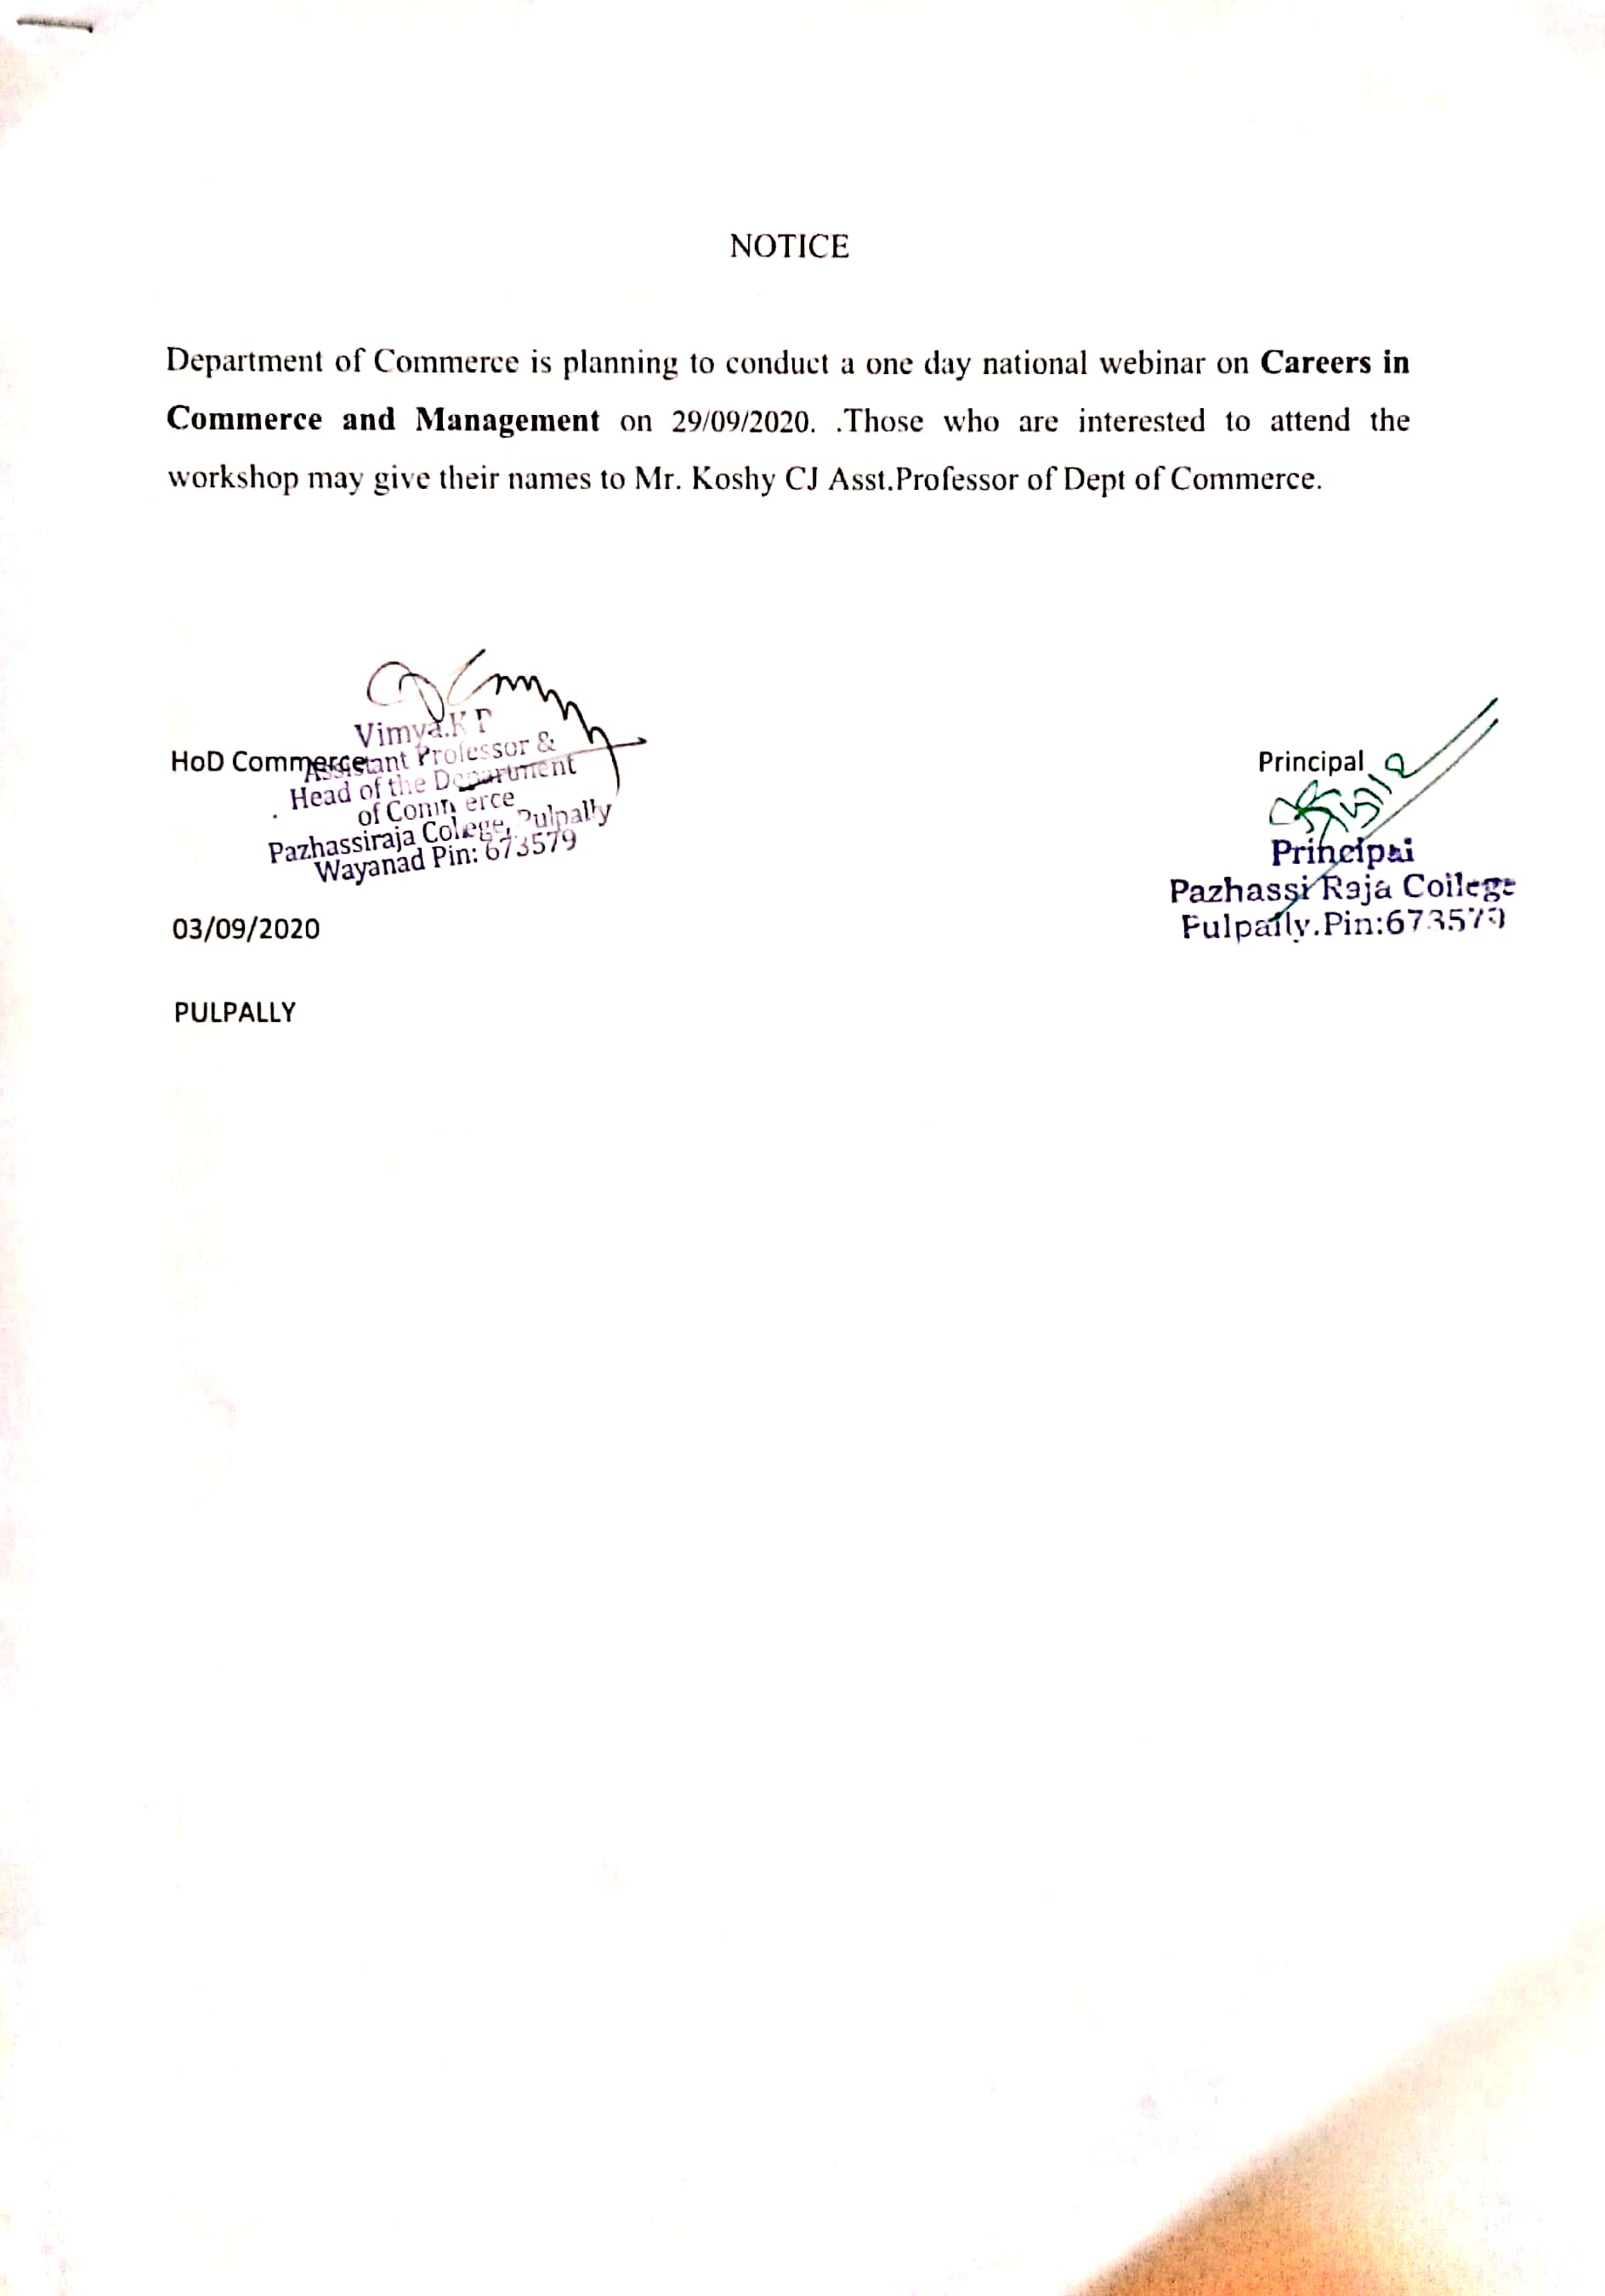 NOTICE
Department of Commerce is planning to conduct a one day national webinar on Careers in
Commerce and Management on 29/09/2020. .Those who are interested to attend the
workshop may give their names to Mr. Koshy CJ Asst.Professor of Dept of Commerce.
Vimya.K P
HoD Commerce
Assistant Professor &
Head of the Department
of Commerce
Pazhassiraja College, Pulpally
Wayanad Pin: 673579
Principal
Principal
Pazhassi Raja College
Pulpally.Pin:673579
03/09/2020
PULPALLY